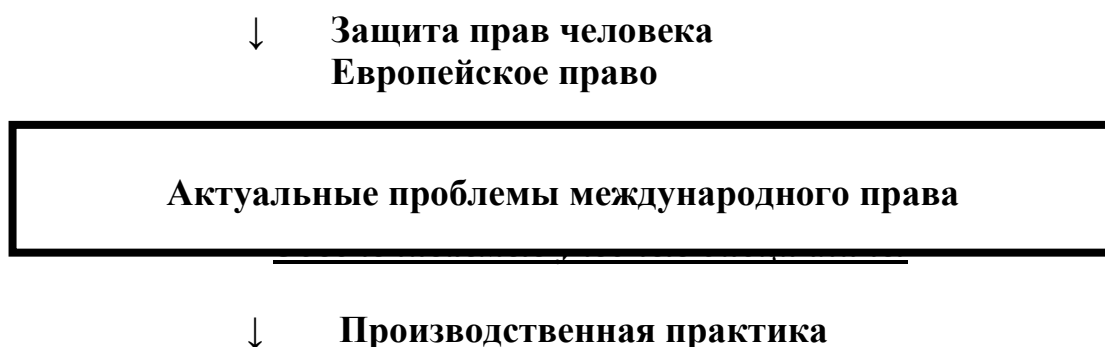 ↓ Защита прав человека
Европейское право
Актуальные проблемы международного права
↓ Производственная практика